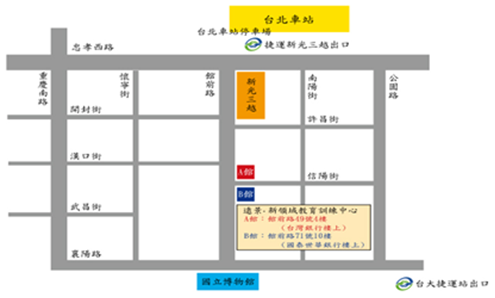 台北車站
台北車站停車場
忠孝西路
捷運新光三越出口
重慶南路
懷寧街
館前路
新光三越
南陽街
公園路
開封街
許昌街
漢口街
A館
信陽街
B館
武昌街
遠景-新領域教育訓練中心
A館：館前路49號4樓
（台灣銀行樓上）
B館：館前路71號10樓
（國泰世華銀行樓上）
襄陽路
國立博物館
台大捷運站出口